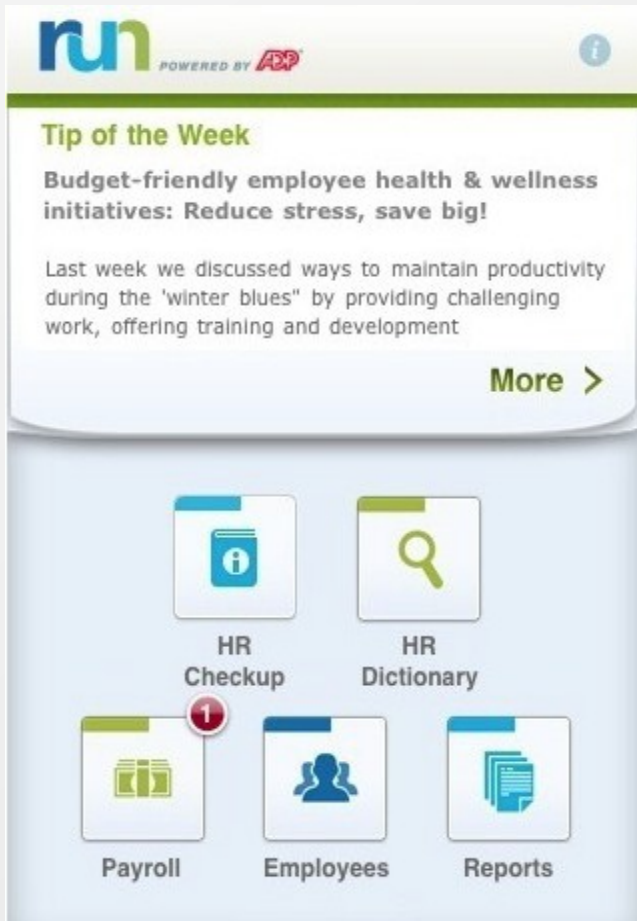 run POWERED BY ADP
i
Tip of the Week
Budget-friendly employee health & wellness
initiatives: Reduce stress, save big!
Last week we discussed ways to maintain productivity
during the 'winter blues" by providing challenging
work, offering training and development
More >
i
HR
Checkup
HR
Dictionary
1
Payroll
Employees
Reports